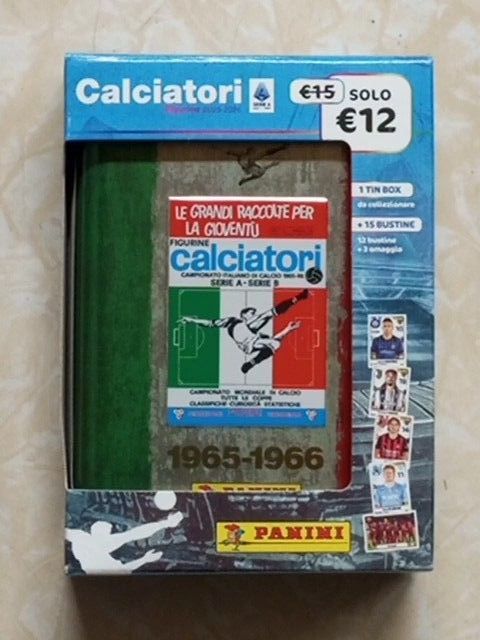 Calciatori
SERIE A
€15 SOLO
€12
1 TIN BOX
da collezionare
+ 15 BUSTINE
12 bustine
+ 3 omaggio
LE GRANDI RACCOLTE PER
LA GIOVENTÙ
FIGURINE
calciatori
CAMPIONATO ITALIANO DI CALCIO 1965-66
SERIE A - SERIE B
CAMPIONATO MONDIALE DI CALCIO
TUTTE LE COPPE
CLASSIFICHE CURIOSITÀ STATISTICHE
1965-1966
PANINI
PANINI